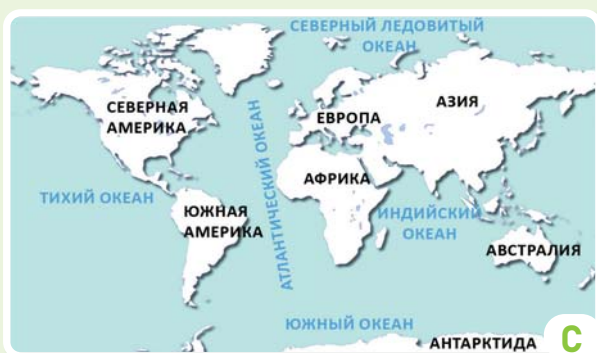 СЕВЕРНЫЙ ЛЕДОВИТЫЙ
ОКЕАН
СЕВЕРНАЯ
АМЕРИКА
ЕВРОПА
АЗИЯ
АТЛАНТИЧЕСКИЙ ОКЕАН
ТИХИЙ ОКЕАН
АФРИКА
ЮЖНАЯ
АМЕРИКА
ИНДИЙСКИЙ
ОКЕАН
АВСТРАЛИЯ
ЮЖНЫЙ ОКЕАН
АНТАРКТИДА
C